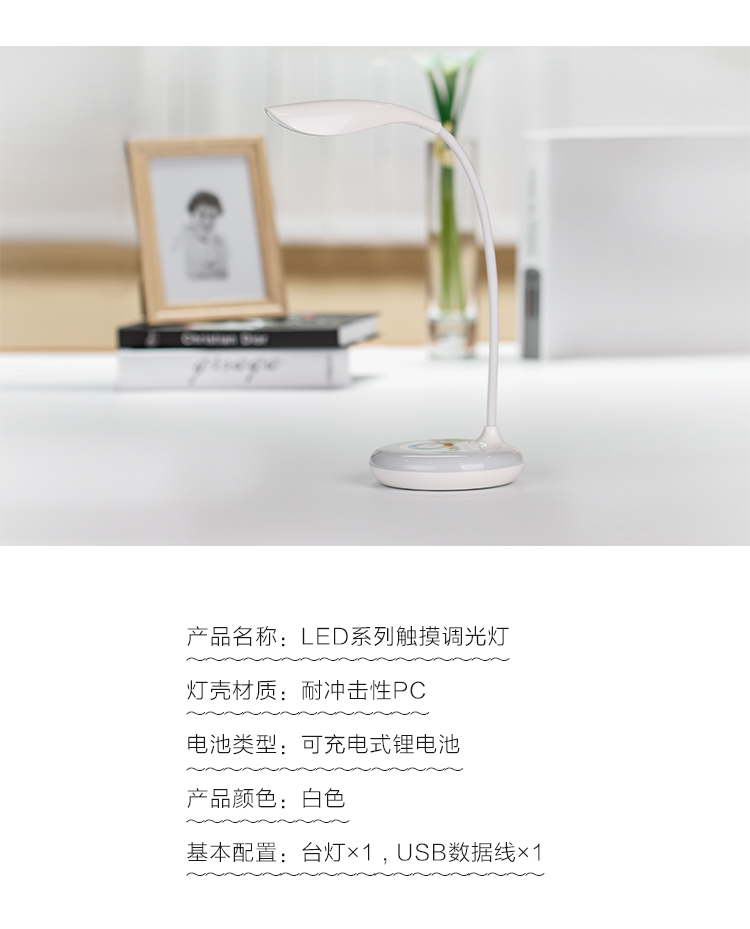 Christian Dior
产品名称：LED系列触摸调光灯
灯壳材质：耐冲击性PC
电池类型：可充电式锂电池
产品颜色：白色
基本配置：台灯×1，USB数据线×1